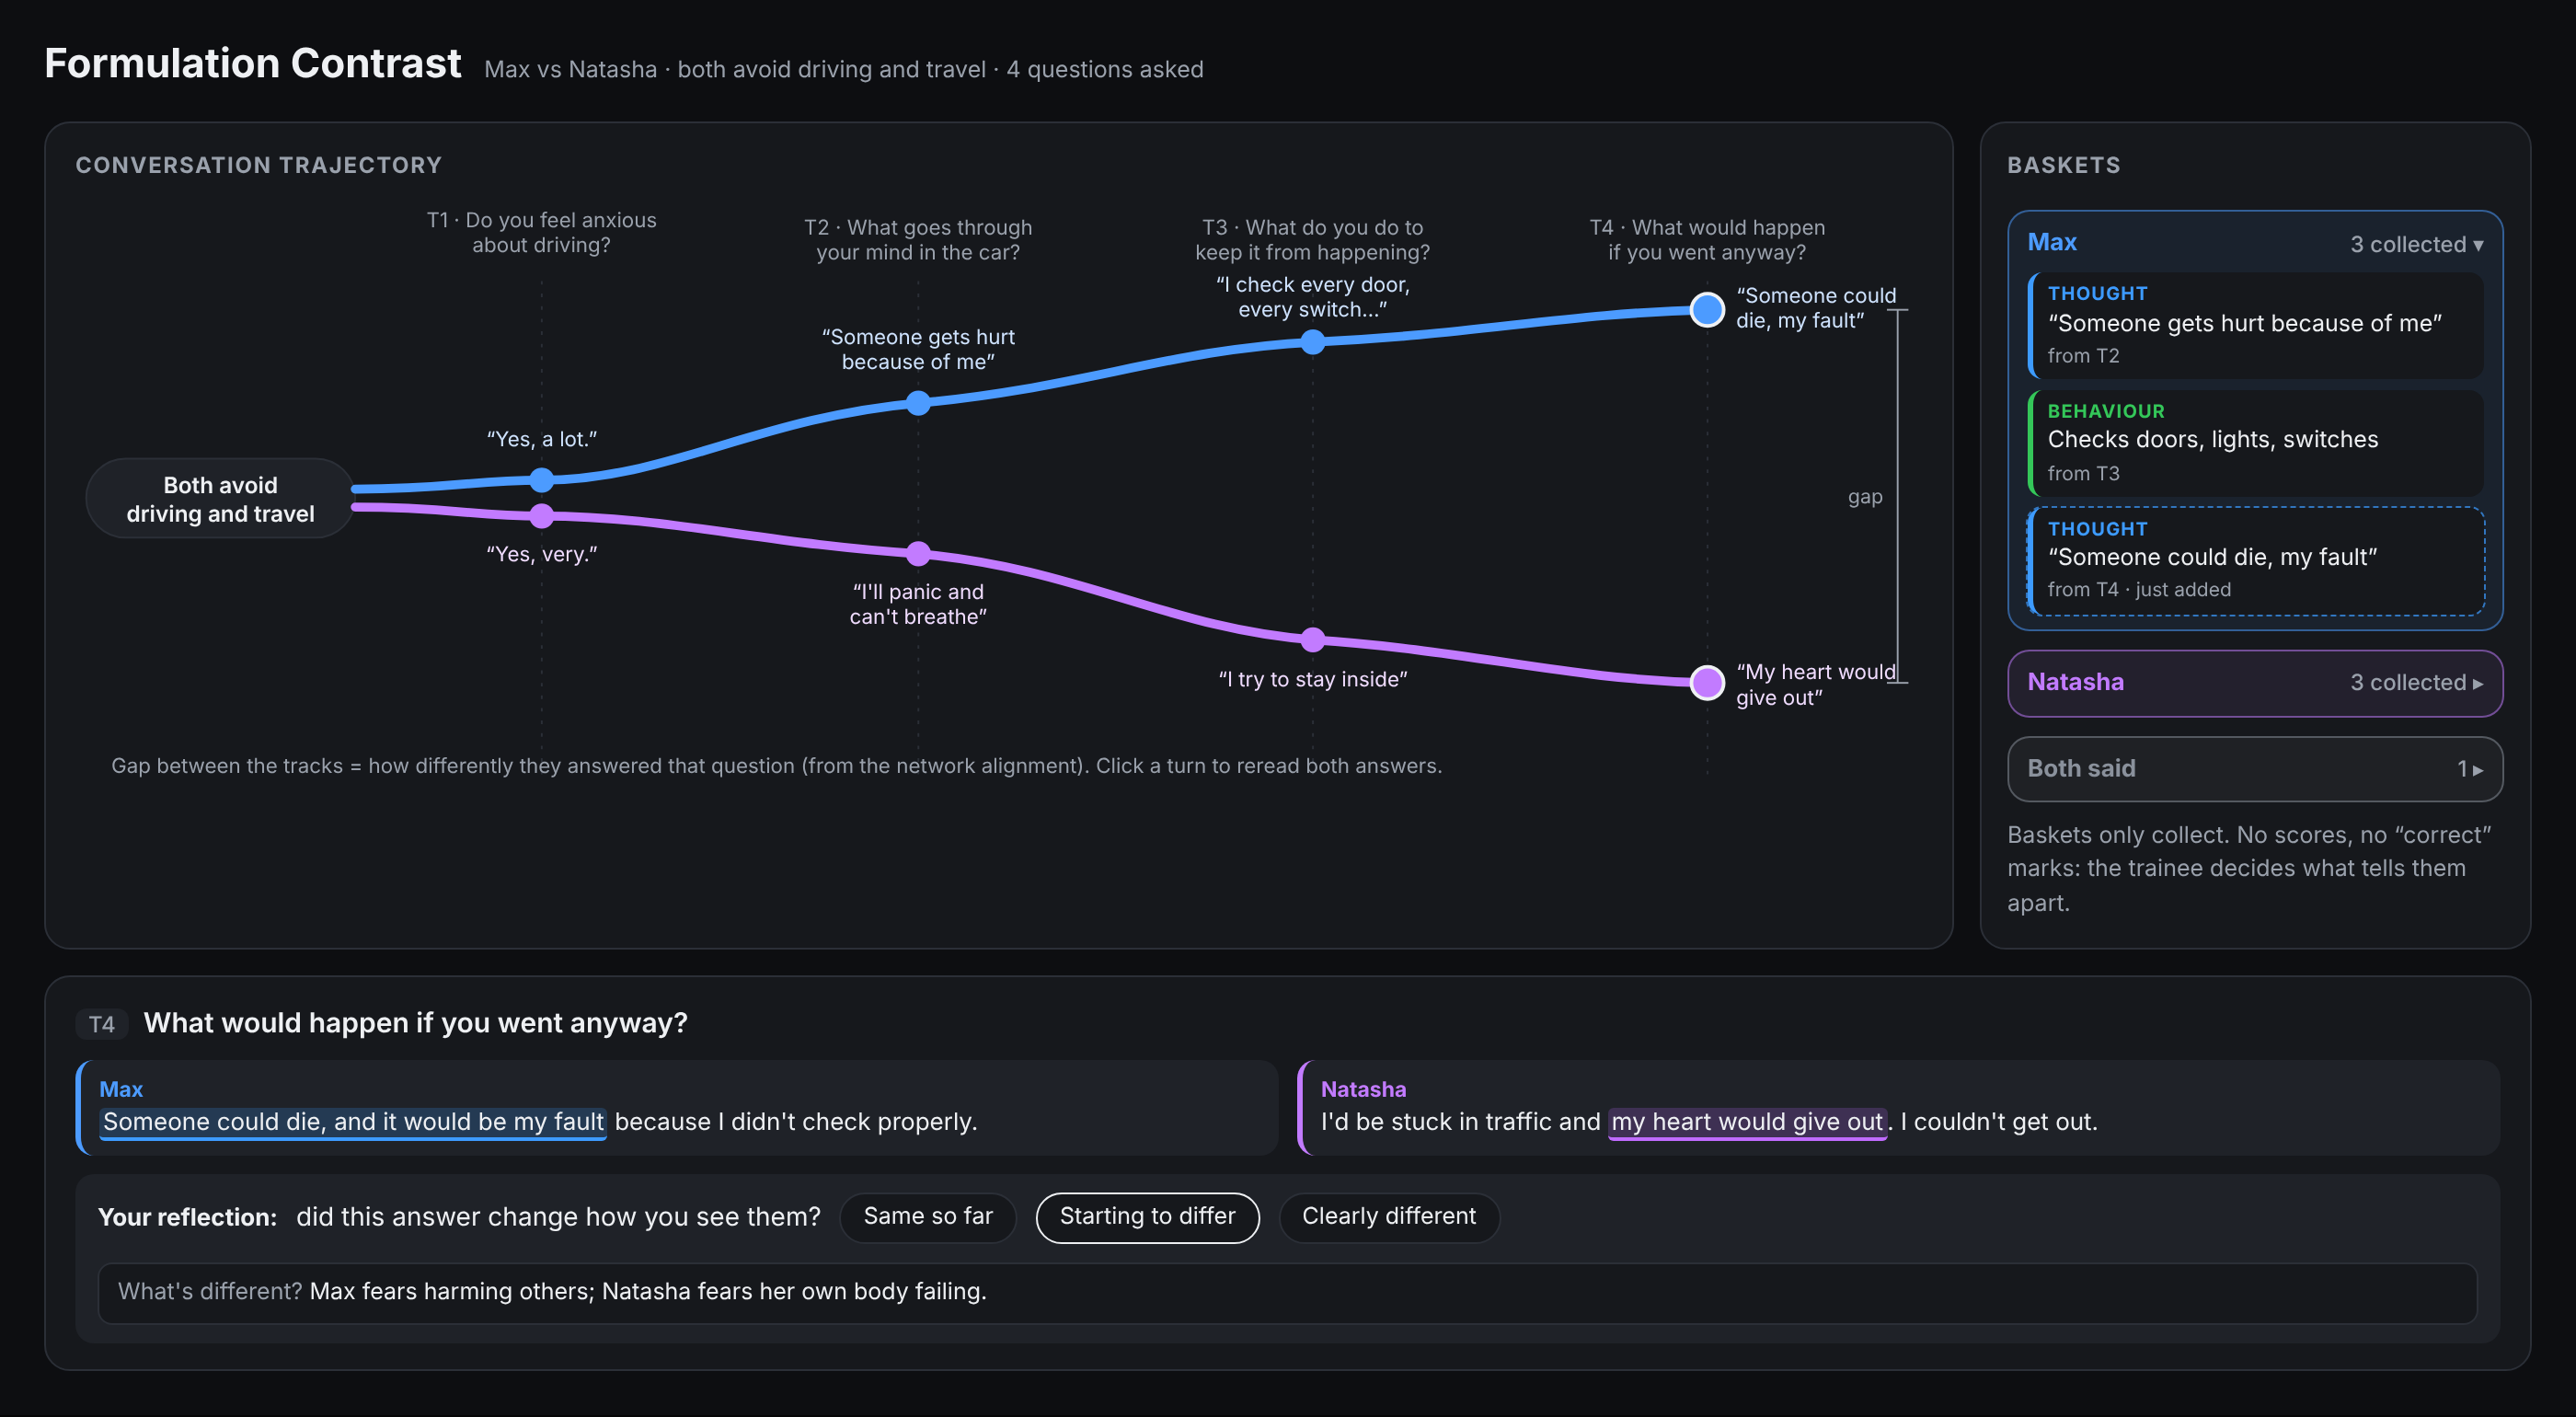 Formulation Contrast
Max vs Natasha · both avoid driving and travel · 4 questions asked
CONVERSATION TRAJECTORY
T1 · Do you feel anxious
about driving?
T2 · What goes through
your mind in the car?
T3 · What do you do to
keep it from happening?
T4 · What would happen
if you went anyway?
“I check every door,
every switch…”
“Someone could
die, my fault”
“Someone gets hurt
because of me”
“Yes, a lot.”
Both avoid
driving and travel
gap
“Yes, very.”
“I'll panic and
can't breathe”
“I try to stay inside”
“My heart would
give out”
Gap between the tracks = how differently they answered that question (from the network alignment). Click a turn to reread both answers.
BASKETS
Max
3 collected ▾
THOUGHT
“Someone gets hurt because of me”
from T2
BEHAVIOUR
Checks doors, lights, switches
from T3
THOUGHT
“Someone could die, my fault”
from T4 · just added
Natasha
3 collected ▸
Both said
1 ▸
Baskets only collect. No scores, no “correct”
marks: the trainee decides what tells them
apart.
T4 What would happen if you went anyway?
Max
Someone could die, and it would be my fault because I didn't check properly.
Natasha
I'd be stuck in traffic and my heart would give out. I couldn't get out.
Your reflection: did this answer change how you see them?
Same so far
Starting to differ
Clearly different
What's different? Max fears harming others; Natasha fears her own body failing.